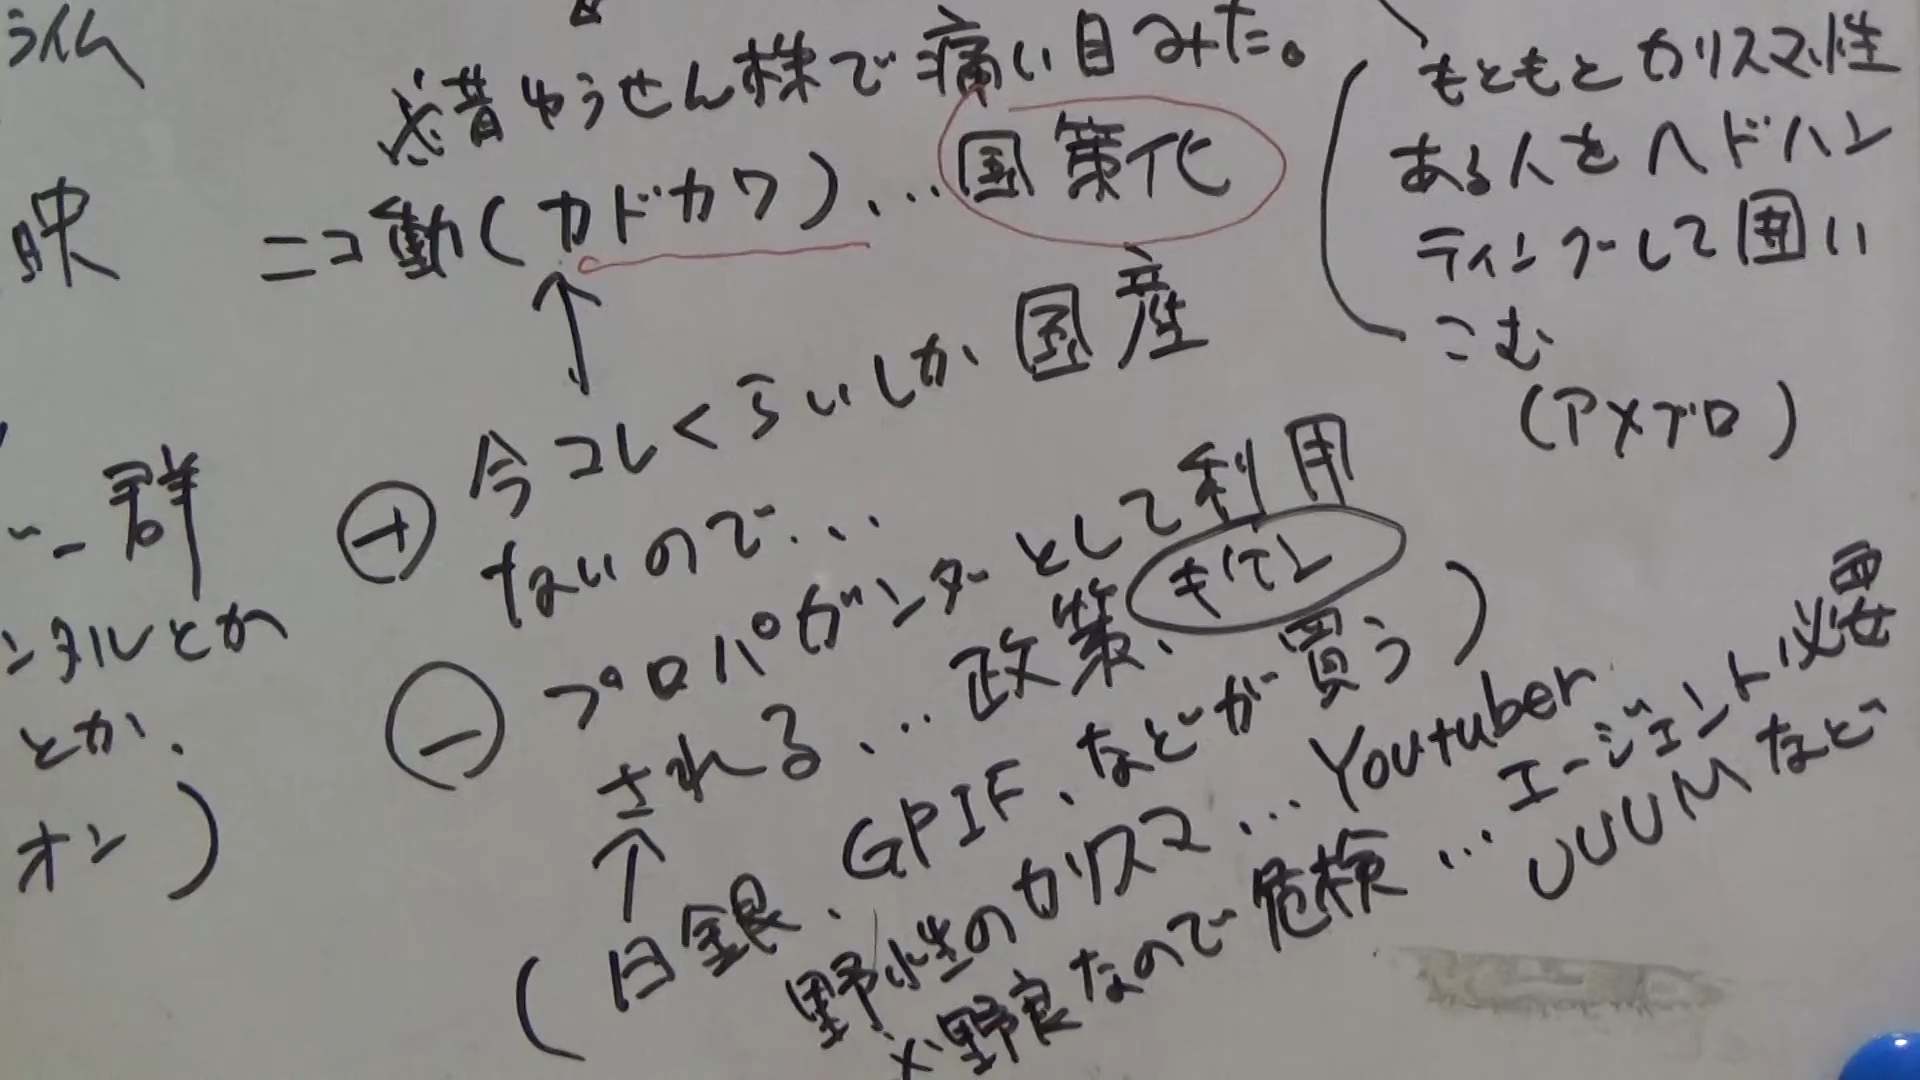 ライム
※昔ゆうせん株で痛い目みた。
映
ニコ動(カドカワ)...国策化
今コレくらいしか国産
ないので...
⊕
群
ンタルとか
とか、
オン)
⊖
プロパガンダーとして利用
される...政策、
(日銀、GPIF、などが買う)
野性のカリスマ...Youtuber
※野良なので危険...エージェント必要
UUUMなど
もともとカリスマ性
ある人をヘドハン
ティングーして囲い
こむ
(アメブロ)